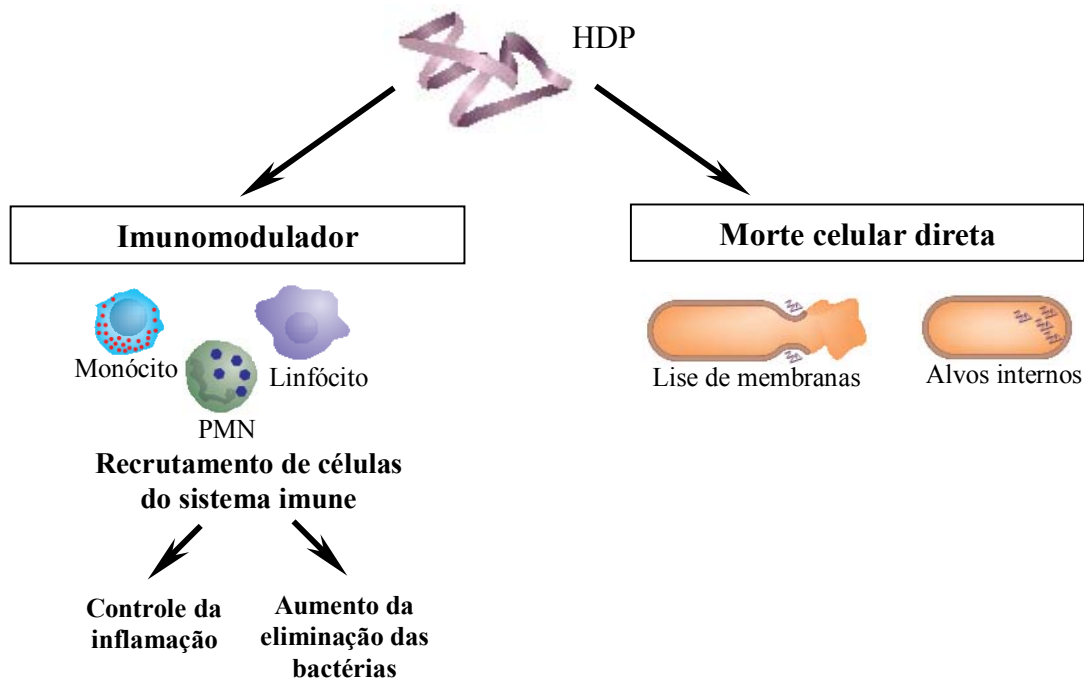 HDP
Imunomodulador
Morte celular direta
Monócito
Linfócito
PMN
Lise de membranas
Alvos internos
Recrutamento de células
do sistema imune
Controle da
inflamação
Aumento da
eliminação das
bactérias